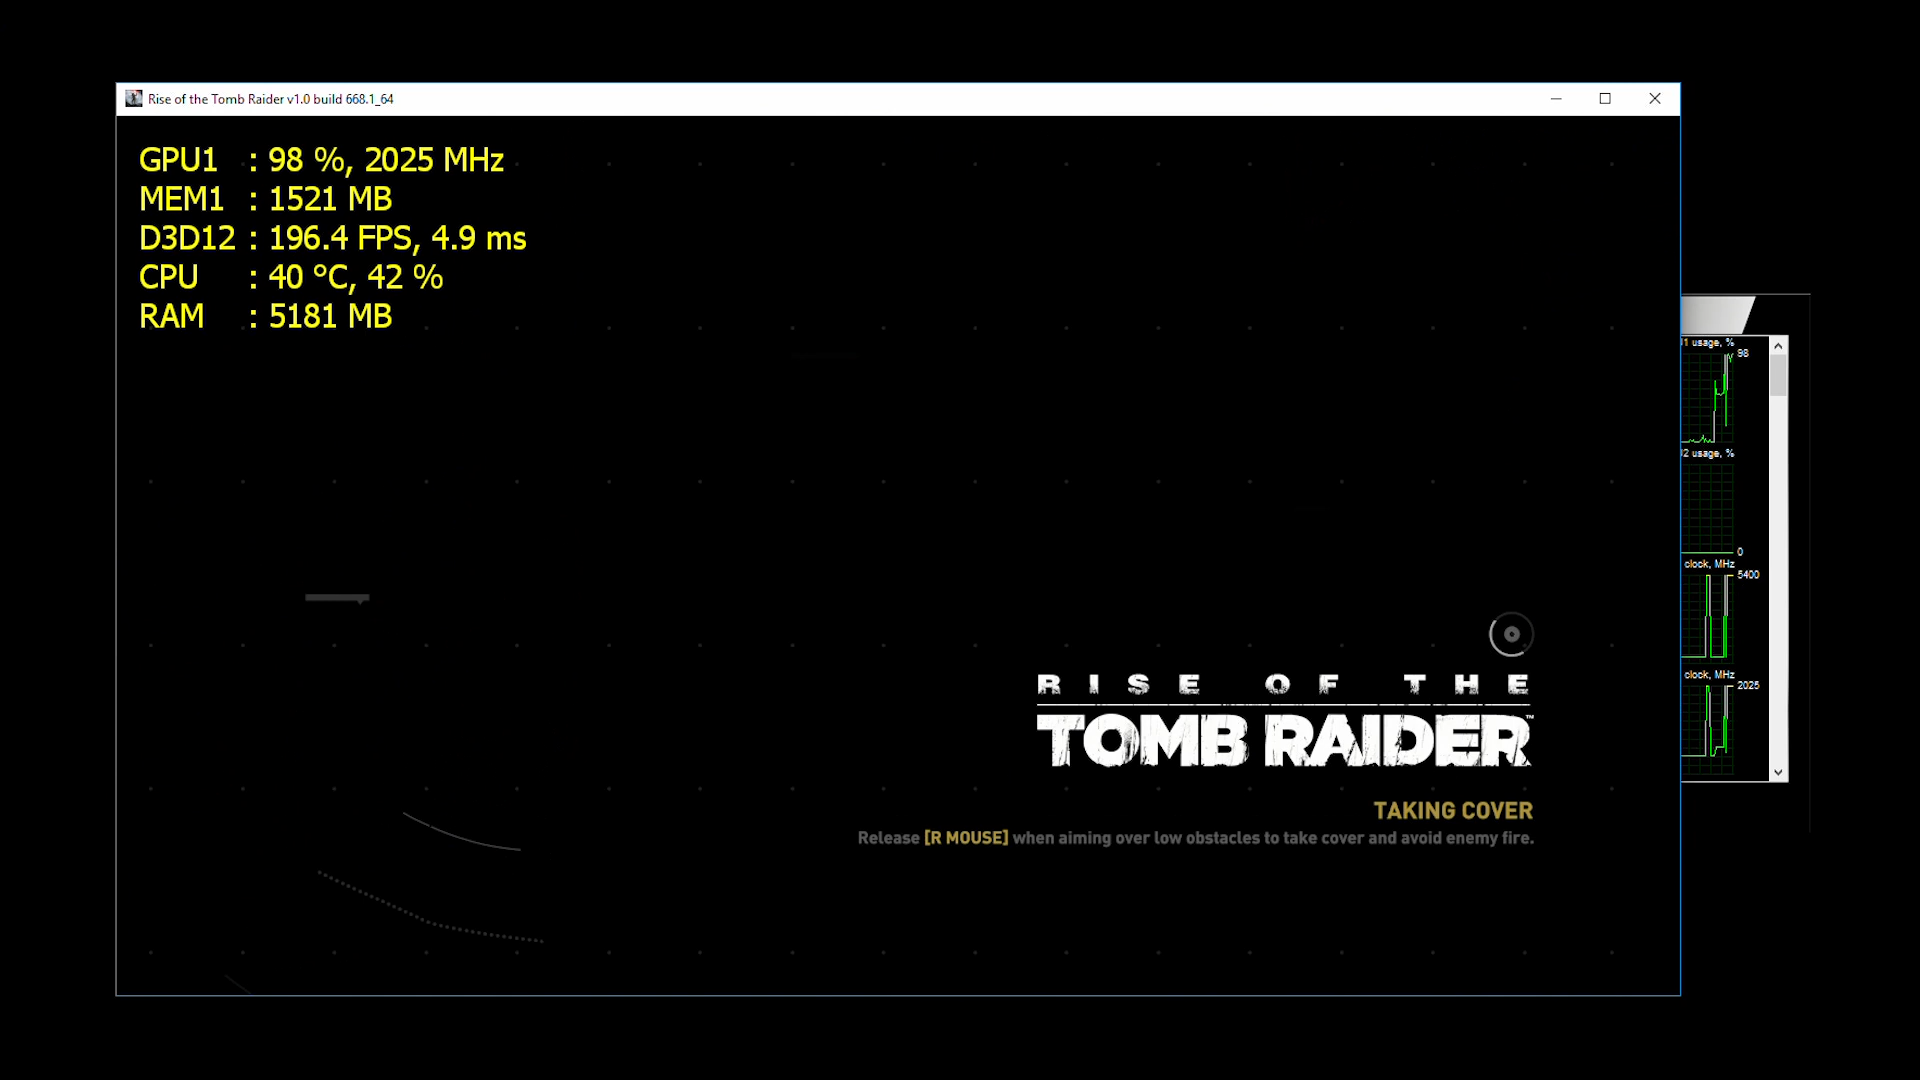 Rise of the Tomb Raider v1.0 build 668.1_64
GPU1 : 98 %, 2025 MHz
MEM1 : 1521 MB
D3D12 : 196.4 FPS, 4.9 ms
CPU : 40 °C, 42 %
RAM : 5181 MB
usage, %
98
usage, %
0
clock, MHz
5400
clock, MHz
2025
RISE OF THE
TOMB RAIDER™
TAKING COVER
Release [R MOUSE] when aiming over low obstacles to take cover and avoid enemy fire.